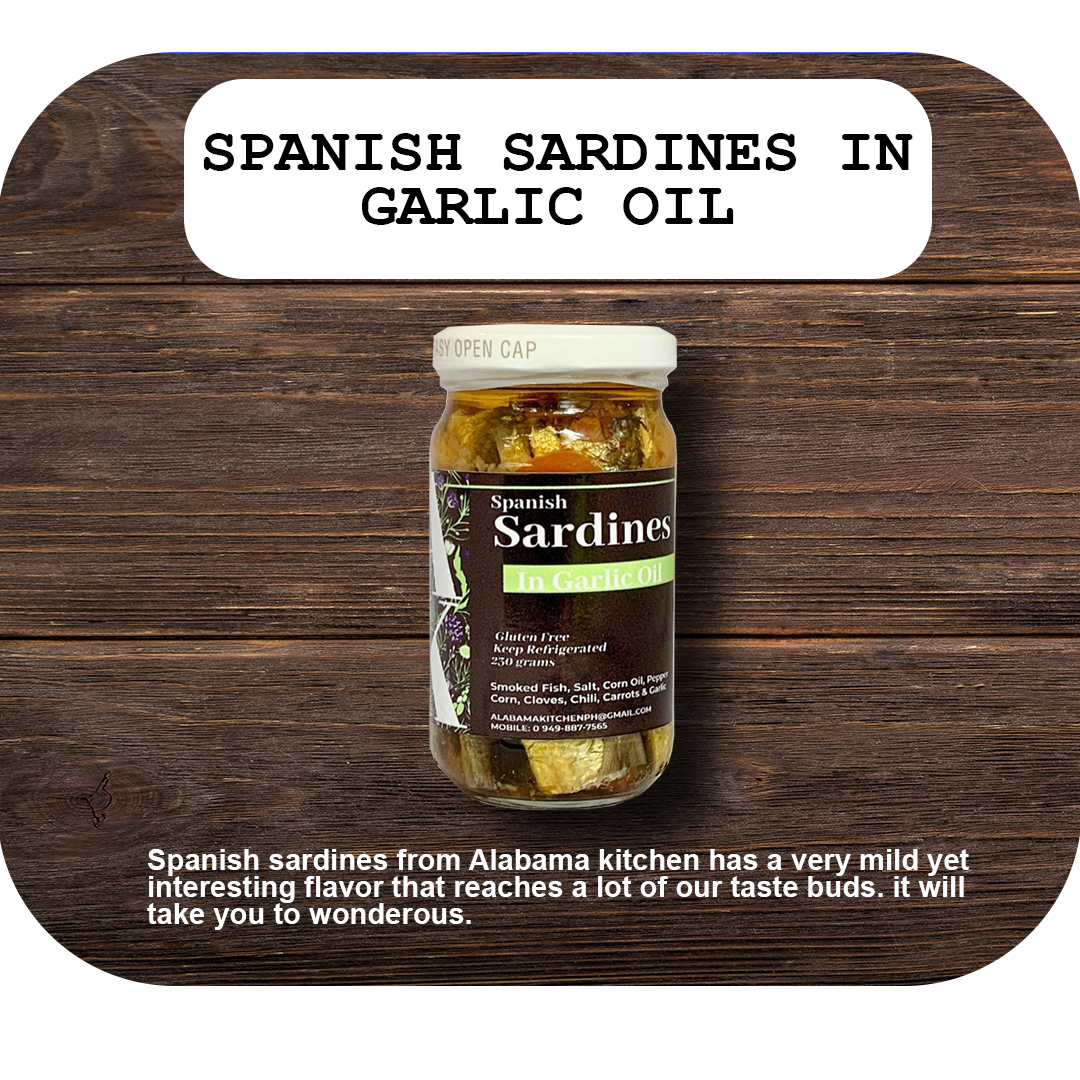 SPANISH SARDINES IN
GARLIC OIL
EASY OPEN CAP
Spanish
Sardines
In Garlic Oil
AK
Gluten Free
Keep Refrigerated
230 grams
Smoked Fish, Salt, Corn Oil, Pepper
Corn, Cloves, Chili, Carrots & Garlic
ALABAMAKITCHENPH@GMAIL.COM
MOBILE: 0 949-887-7565
Spanish sardines from Alabama kitchen has a very mild yet
interesting flavor that reaches a lot of our taste buds. it will
take you to wonderous.